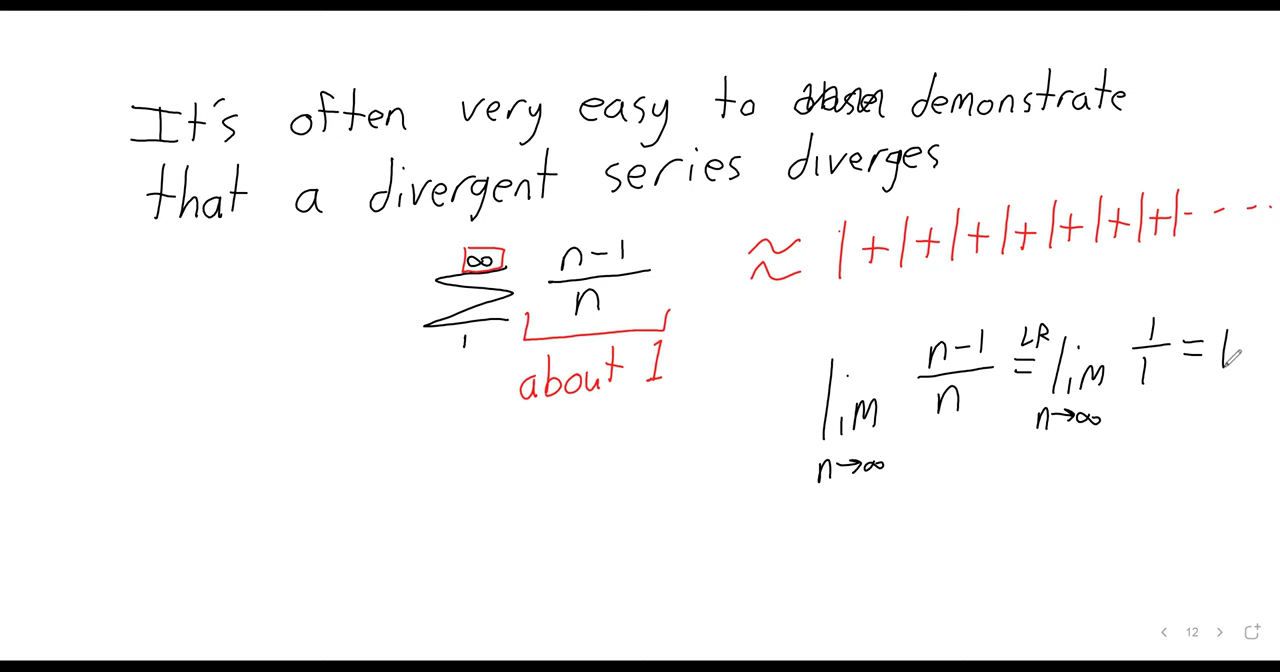 It's often very easy to demonstrate
that a divergent series diverges
∞
∑ n-1/n ≈ 1+1+1+1+1+1+1+1- - - ...
1
about 1
lim n-1/n =LR lim 1/1 = 1
n→∞ n→∞
12